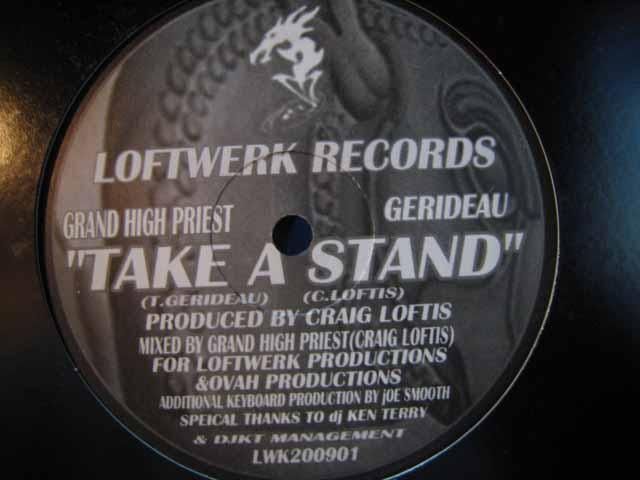 LOFTWERK RECORDS
GRAND HIGH PRIEST GERIDEAU
"TAKE A STAND"
(T.GERIDEAU) (C.LOFTIS)
PRODUCED BY CRAIG LOFTIS
MIXED BY GRAND HIGH PRIEST(CRAIG LOFTIS)
FOR LOFTWERK PRODUCTIONS
&OVAH PRODUCTIONS
ADDITIONAL KEYBOARD PRODUCTION BY JOE SMOOTH
SPEICAL THANKS TO dj KEN TERRY
& DJKT MANAGEMENT
LWK200901